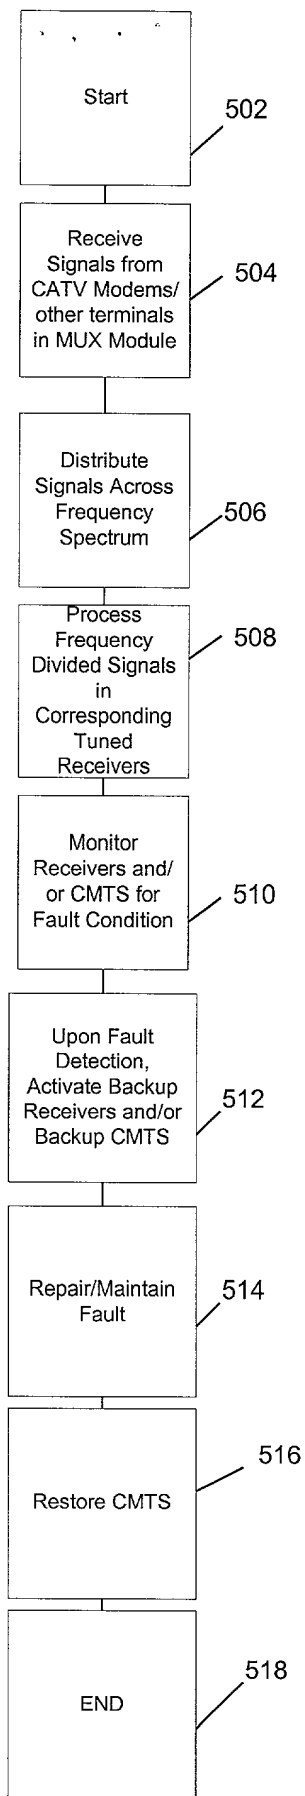 Start
502
Receive
Signals from
CATV Modems/
other terminals
in MUX Module
504
Distribute
Signals Across
Frequency
Spectrum
506
Process
Frequency
Divided Signals
in
Corresponding
Tuned
Receivers
508
Monitor
Receivers and/
or CMTS for
Fault Condition
510
Upon Fault
Detection,
Activate Backup
Receivers and/or
Backup CMTS
512
Repair/Maintain
Fault
514
Restore CMTS
516
END
518